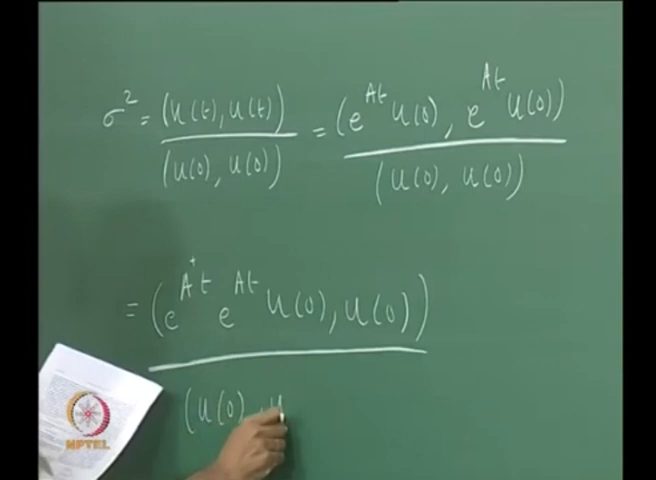 σ² = (u(t), u(t)) / (u(0), u(0)) = (e^{At} u(0), e^{At} u(0)) / (u(0), u(0))
= (e^{A⁺t} e^{At} u(0), u(0)) / (u(0), u
NPTEL